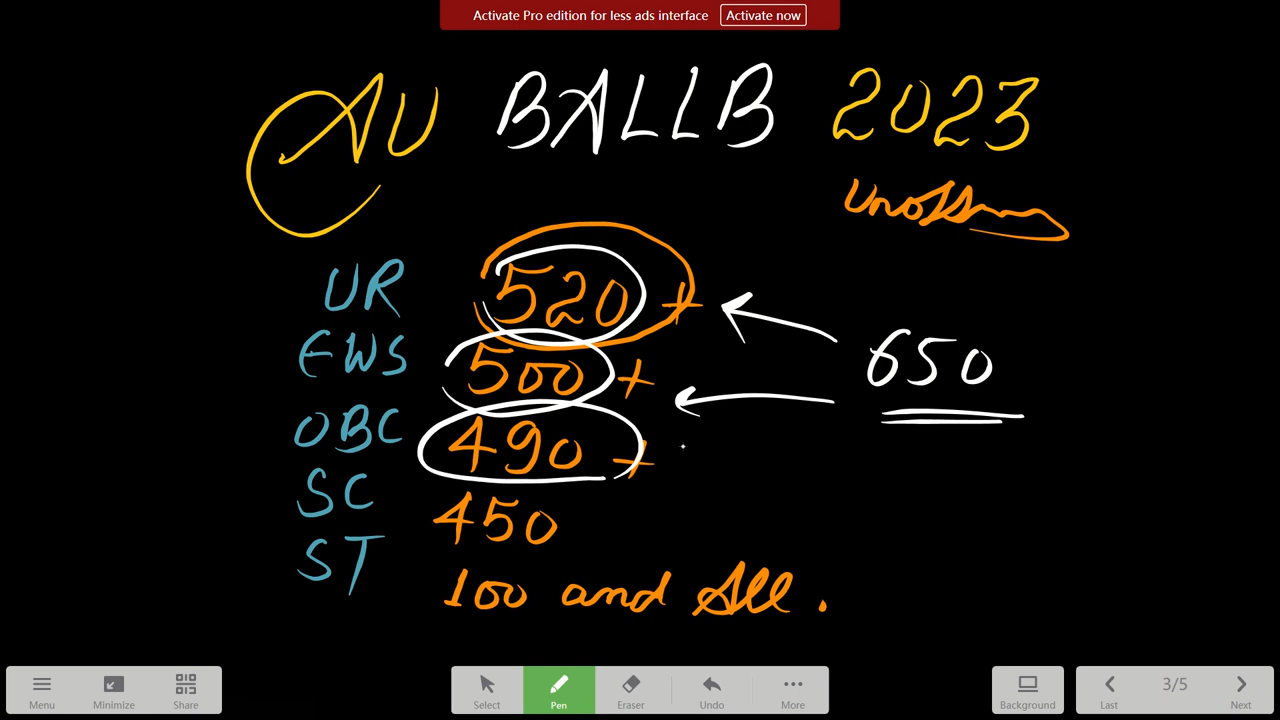 Activate Pro edition for less ads interface Activate now
AU BALLB 2023
UR 520 +
650
EWS 500 +
OBC 490 +
SC 450
ST 100 and All .
Menu Minimize Share Select Pen Eraser Undo More Background Last 3/5 Next